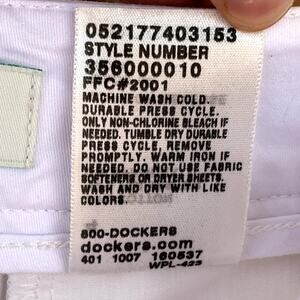 052177403153
STYLE NUMBER
356000010
FFC#2001
MACHINE WASH COLD.
DURABLE PRESS CYCLE.
ONLY NON-CHLORINE BLEACH IF
NEEDED. TUMBLE DRY DURABLE
PRESS CYCLE, REMOVE
PROMPTLY. WARM IRON IF
NEEDED. DO NOT USE FABRIC
SOFTENERS OR DRYER SHEETS.
WASH AND DRY WITH LIKE
COLORS.
800-DOCKERS
dockers.com
401 1007 160537
WPL-423